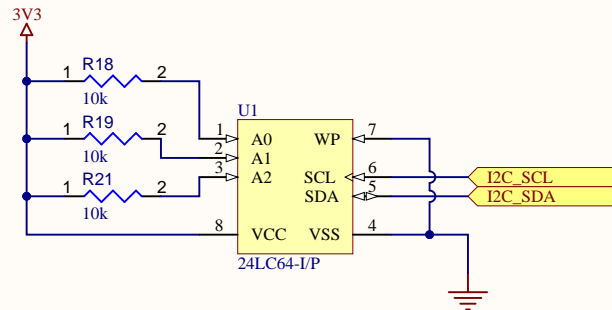 3V3
1 R18 2
10k
1 R19 2
10k
1 R21 2
10k
U1
1 A0 WP 7
2 A1
3 A2 SCL 6 I2C_SCL
SDA 5 I2C_SDA
8 VCC VSS 4
24LC64-I/P